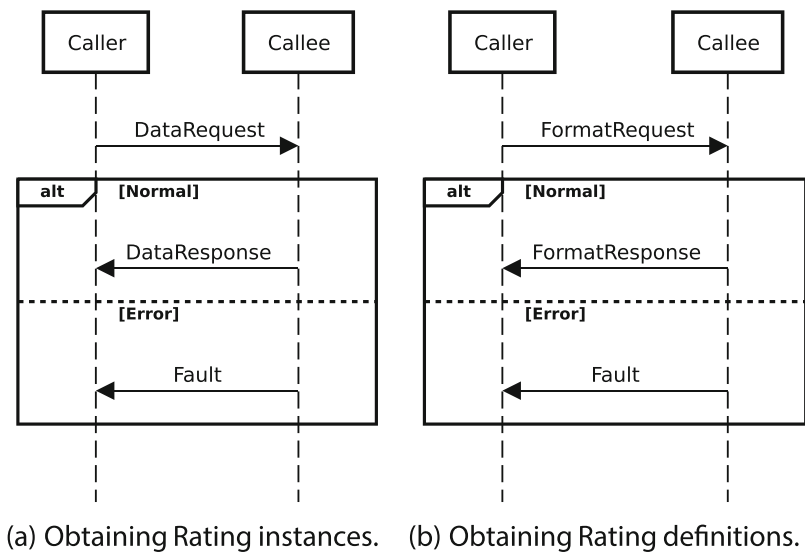 Caller Callee Caller Callee
DataRequest FormatRequest
alt [Normal] alt [Normal]
DataResponse FormatResponse
[Error] [Error]
Fault Fault
(a) Obtaining Rating instances. (b) Obtaining Rating definitions.